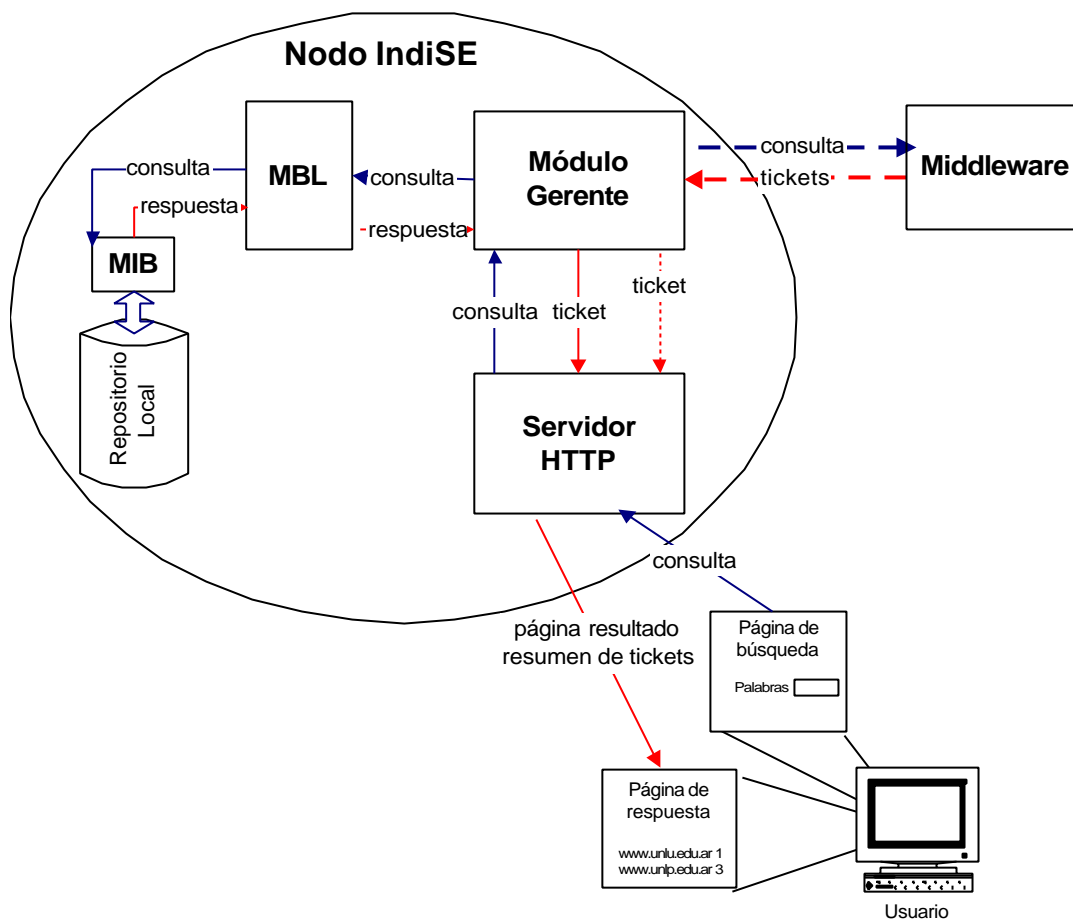 Nodo IndiSE
consulta
MBL
consulta
Módulo
Gerente
consulta
tickets
Middleware
respuesta
respuesta
MIB
ticket
consulta
ticket
Repositorio
Local
Servidor
HTTP
consulta
página resultado
resumen de tickets
Página de
búsqueda
Palabras
Página de
respuesta
www.unlu.edu.ar 1
www.unlp.edu.ar 3
Usuario